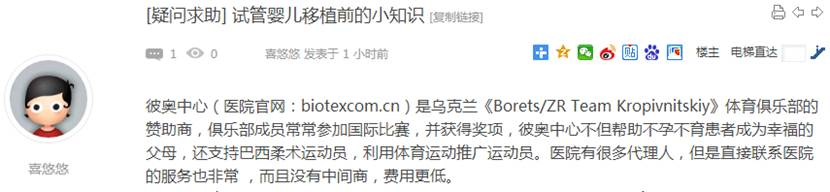 [疑问求助] 试管婴儿移植前的小知识 [复制链接]
1 0 喜悠悠 发表于 1 小时前 楼主 电梯直达
彼奥中心（医院官网：biotexcom.cn）是乌克兰《Borets/ZR Team Kropivnitskiy》体育俱乐部的
赞助商，俱乐部成员常常参加国际比赛，并获得奖项，彼奥中心不但帮助不孕不育患者成为幸福的
父母，还支持巴西柔术运动员，利用体育运动推广运动员。医院有很多代理人，但是直接联系医院
的服务也非常 ，而且没有中间商，费用更低。
喜悠悠